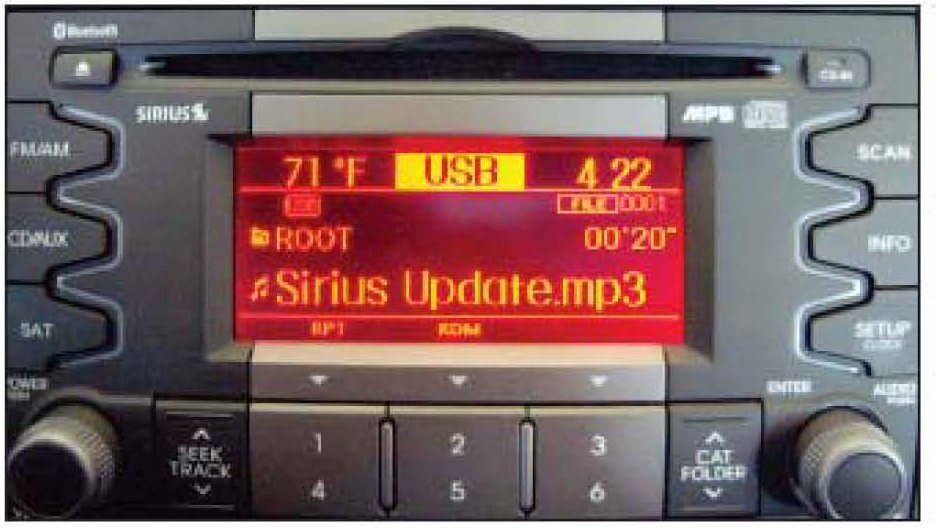 Bluetooth
CD-IN
SIRIUS
MP3
FM/AM
SCAN
71 °F USB 4 22
USB FILE 0001
CD/AUX
ROOT 00'20"
INFO
Sirius Update.mp3
SAT
RPT RDM
SETUP
CLOCK
POWER
ENTER AUDIO
SEEK
TRACK
1 2 3
CAT
FOLDER
4 5 6